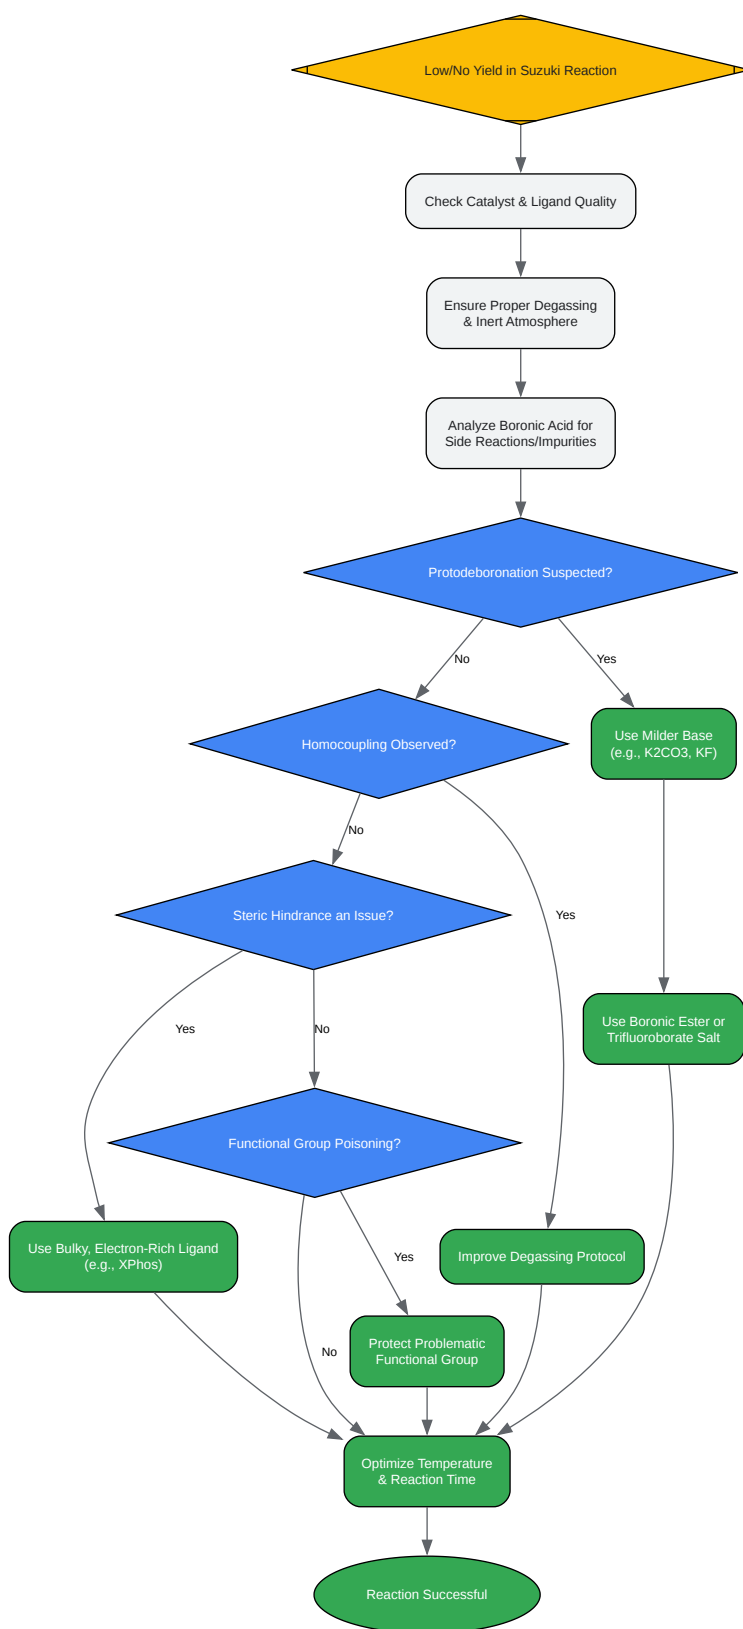 Low/No Yield in Suzuki Reaction
Check Catalyst & Ligand Quality
Ensure Proper Degassing
& Inert Atmosphere
Analyze Boronic Acid for
Side Reactions/Impurities
Protodeboronation Suspected?
No
Yes
Homocoupling Observed?
Use Milder Base
(e.g., K2CO3, KF)
No
Yes
Steric Hindrance an Issue?
Use Boronic Ester or
Trifluoroborate Salt
Yes
No
Functional Group Poisoning?
Use Bulky, Electron-Rich Ligand
(e.g., XPhos)
Yes
Improve Degassing Protocol
No
Protect Problematic
Functional Group
Optimize Temperature
& Reaction Time
Reaction Successful